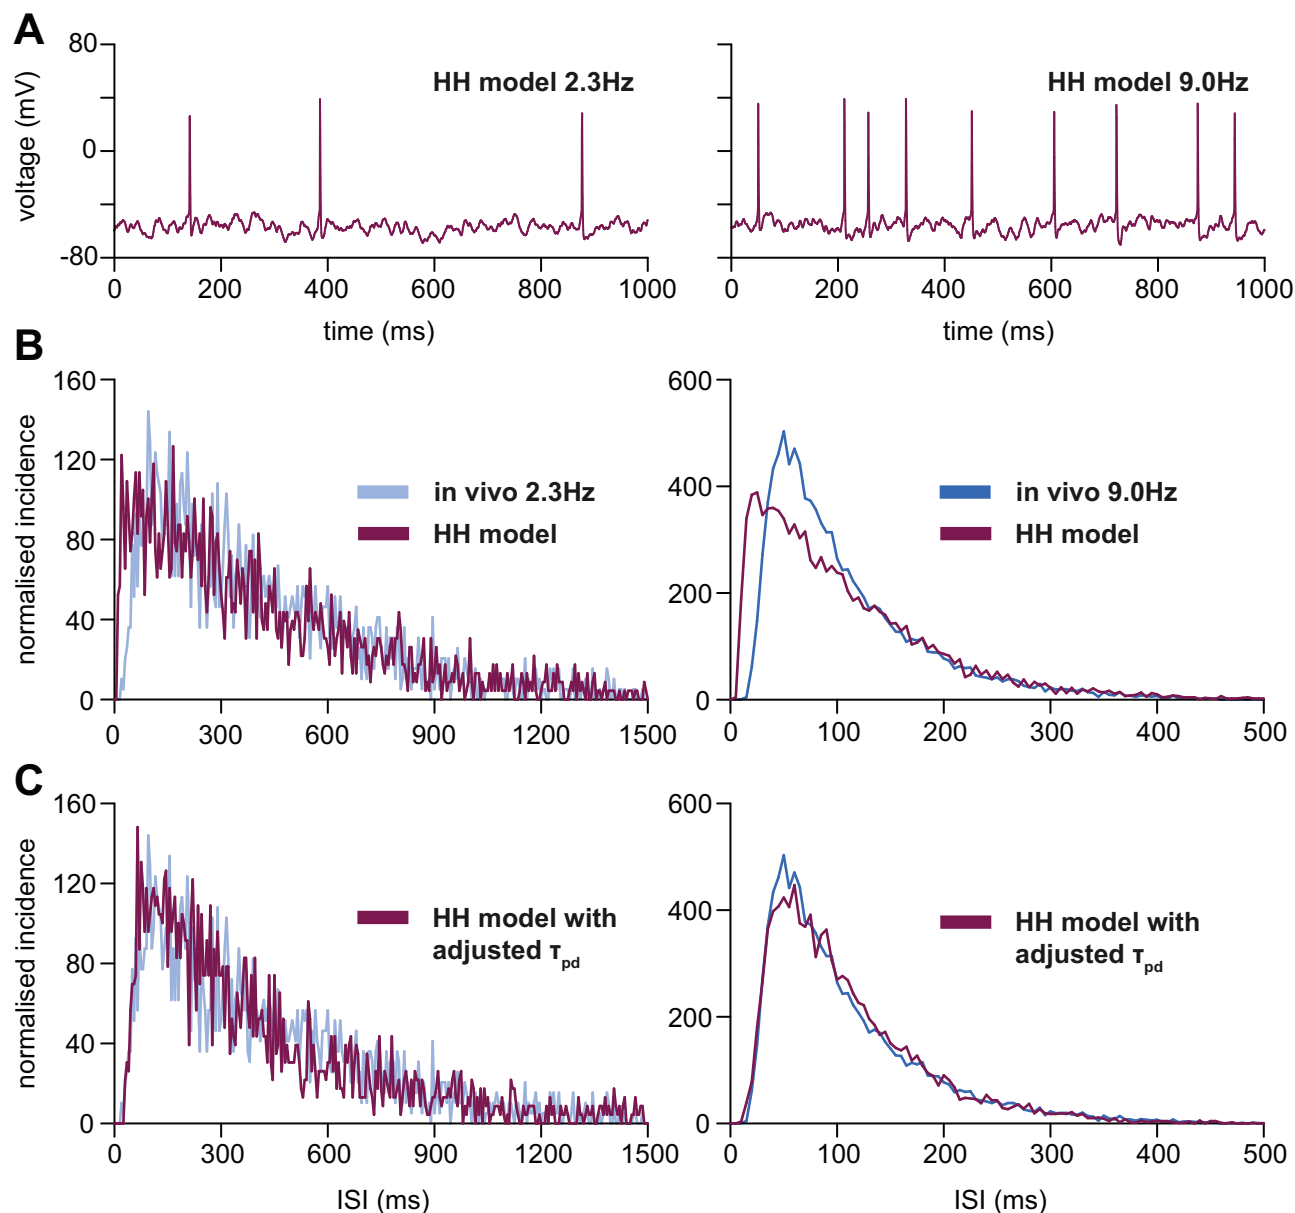 A
80
0
-80
voltage (mV)
HH model 2.3Hz
0 200 400 600 800 1000
time (ms)
HH model 9.0Hz
0 200 400 600 800 1000
time (ms)
B
160
120
80
40
0
normalised incidence
in vivo 2.3Hz
HH model
0 300 600 900 1200 1500
600
400
200
0
in vivo 9.0Hz
HH model
0 100 200 300 400 500
C
160
120
80
40
0
normalised incidence
HH model with
adjusted τpd
0 300 600 900 1200 1500
ISI (ms)
600
400
200
0
HH model with
adjusted τpd
0 100 200 300 400 500
ISI (ms)